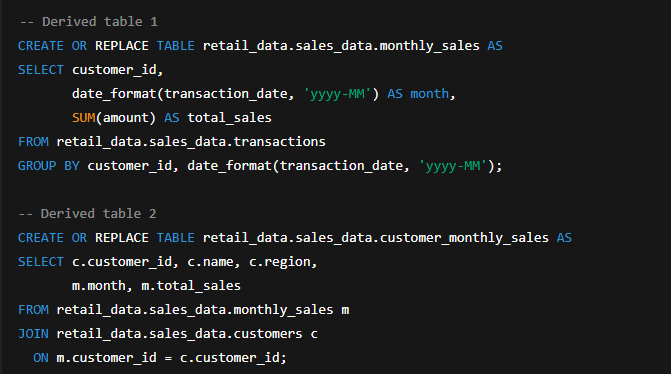 -- Derived table 1
CREATE OR REPLACE TABLE retail_data.sales_data.monthly_sales AS
SELECT customer_id,
       date_format(transaction_date, 'yyyy-MM') AS month,
       SUM(amount) AS total_sales
FROM retail_data.sales_data.transactions
GROUP BY customer_id, date_format(transaction_date, 'yyyy-MM');

-- Derived table 2
CREATE OR REPLACE TABLE retail_data.sales_data.customer_monthly_sales AS
SELECT c.customer_id, c.name, c.region,
       m.month, m.total_sales
FROM retail_data.sales_data.monthly_sales m
JOIN retail_data.sales_data.customers c
  ON m.customer_id = c.customer_id;